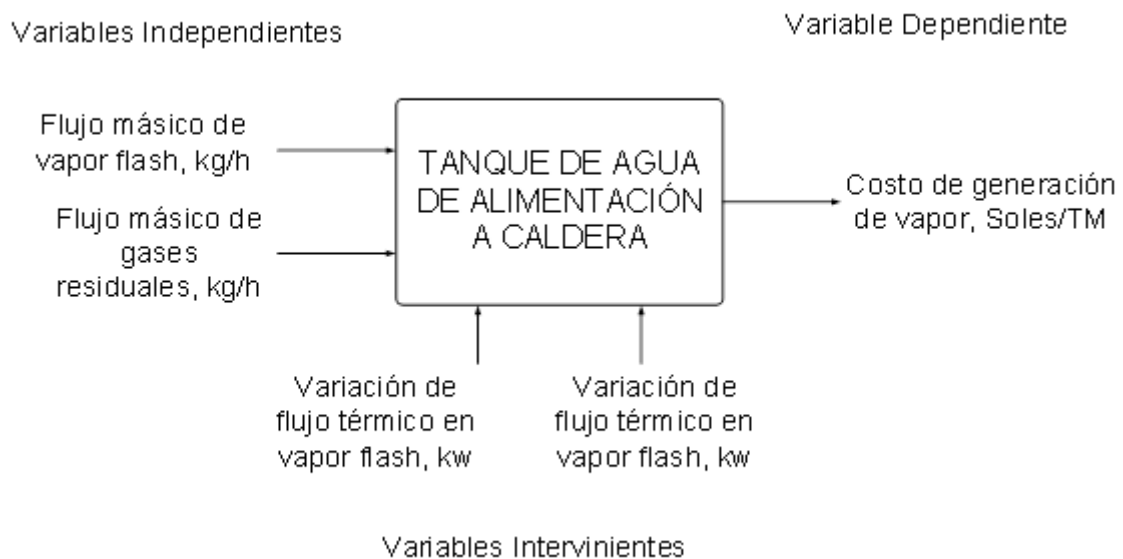 Variables Independientes
Variable Dependiente
Flujo másico de
vapor flash, kg/h
Flujo másico de
gases
residuales, kg/h
TANQUE DE AGUA
DE ALIMENTACIÓN
A CALDERA
Costo de generación
de vapor, Soles/TM
Variación de
flujo térmico en
vapor flash, kw
Variación de
flujo térmico en
vapor flash, kw
Variables Intervinientes